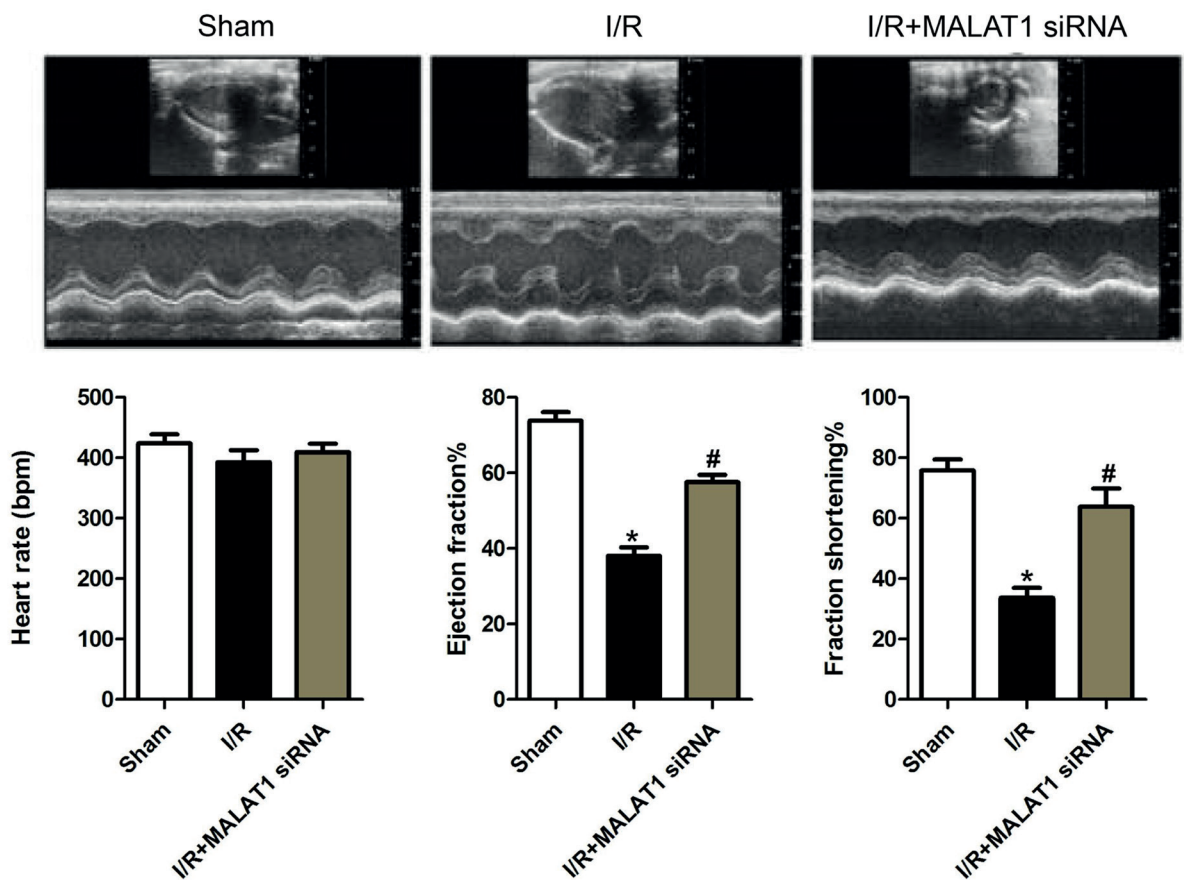 Sham
I/R
I/R+MALAT1 siRNA
Heart rate (bpm)
500
400
300
200
100
0
Sham
I/R
I/R+MALAT1 siRNA
Ejection fraction%
80
60
40
20
0
*
#
Sham
I/R
I/R+MALAT1 siRNA
Fraction shortening%
100
80
60
40
20
0
*
#
Sham
I/R
I/R+MALAT1 siRNA